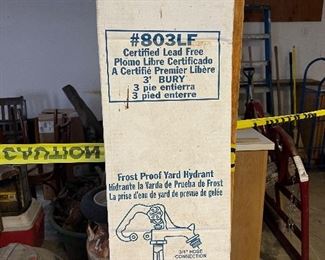 #803LF
Certified Lead Free
Plomo Libre Certificado
A Certifié Premier Libère
3' BURY
3 pie entierra
3 pied enterre
CAUTION
Frost Proof Yard Hydrant
Hidrante la Yarda de Prueba de Frost
La prise d'eau de yard de preuve de gelée
3/4" HOSE
CONNECTION